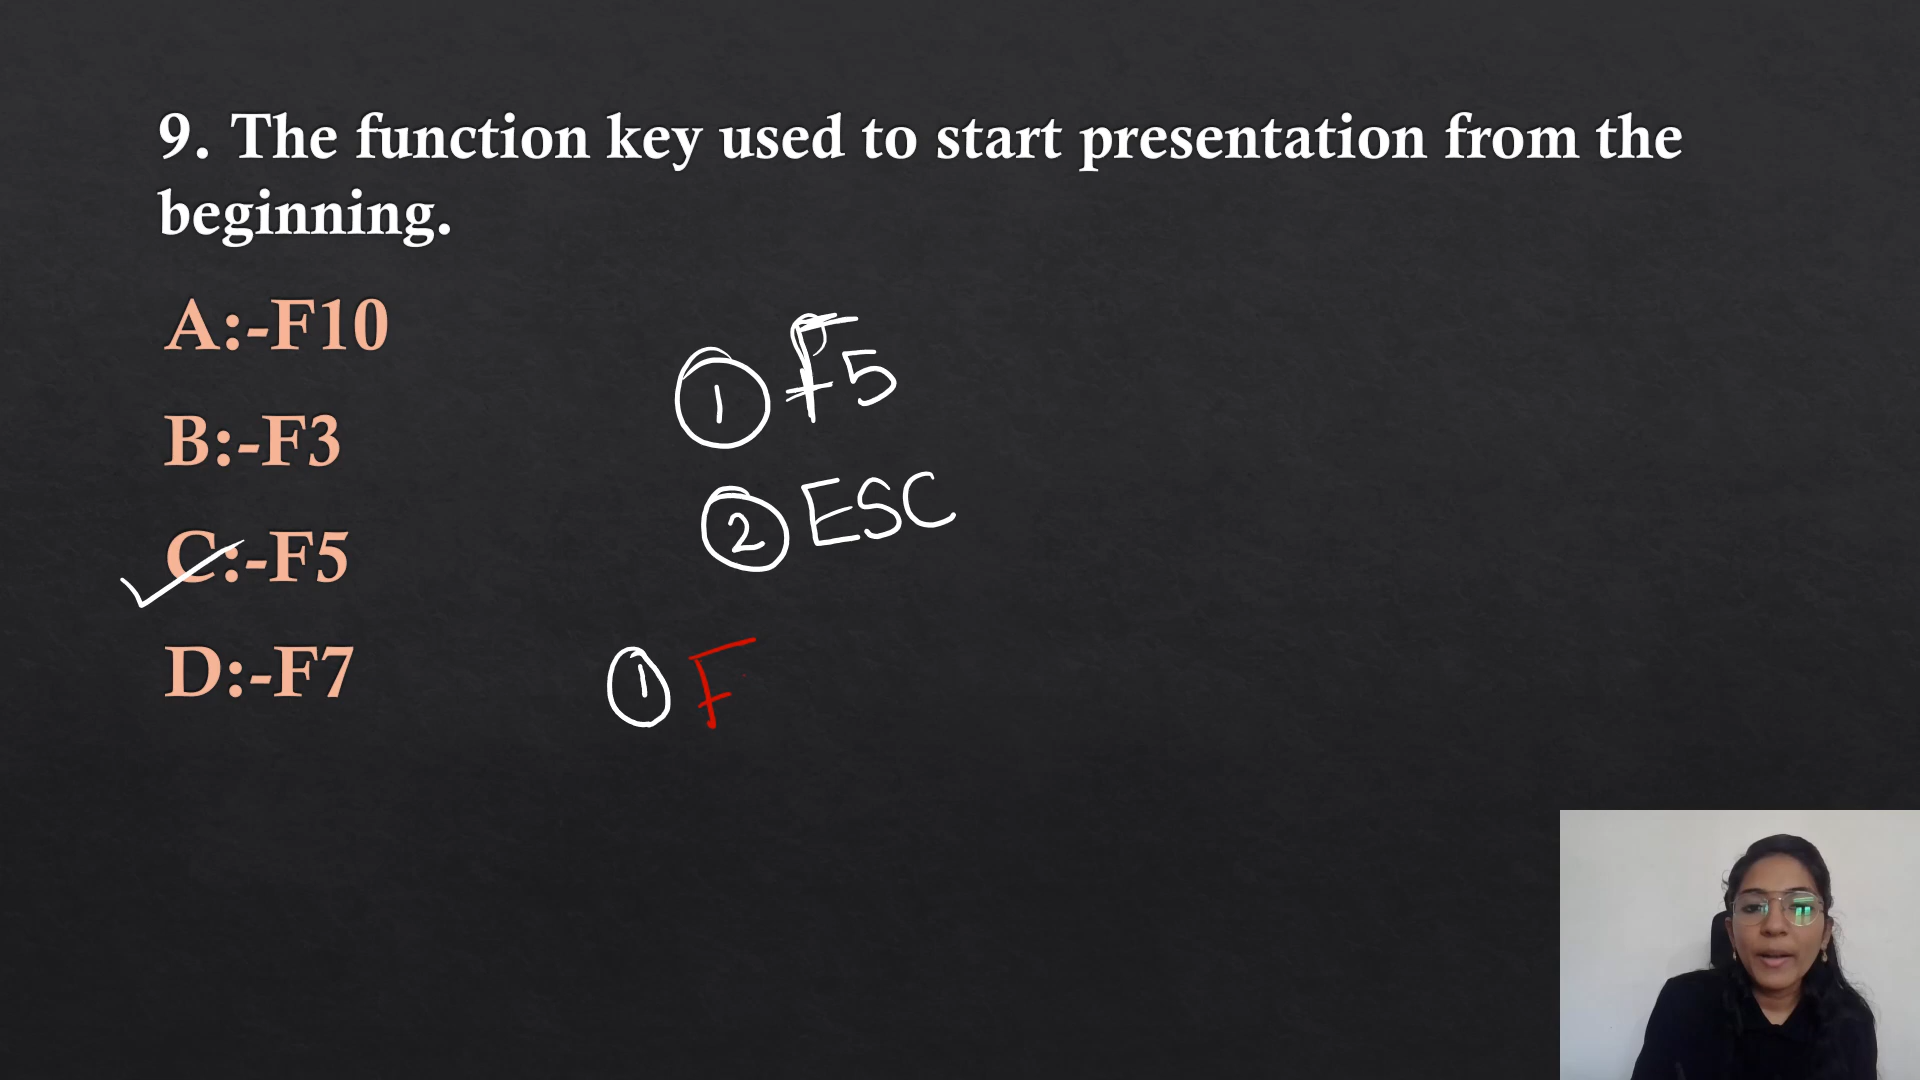 9. The function key used to start presentation from the
beginning.
A:-F10
B:-F3
C:-F5
D:-F7
① F5
② ESC
① F